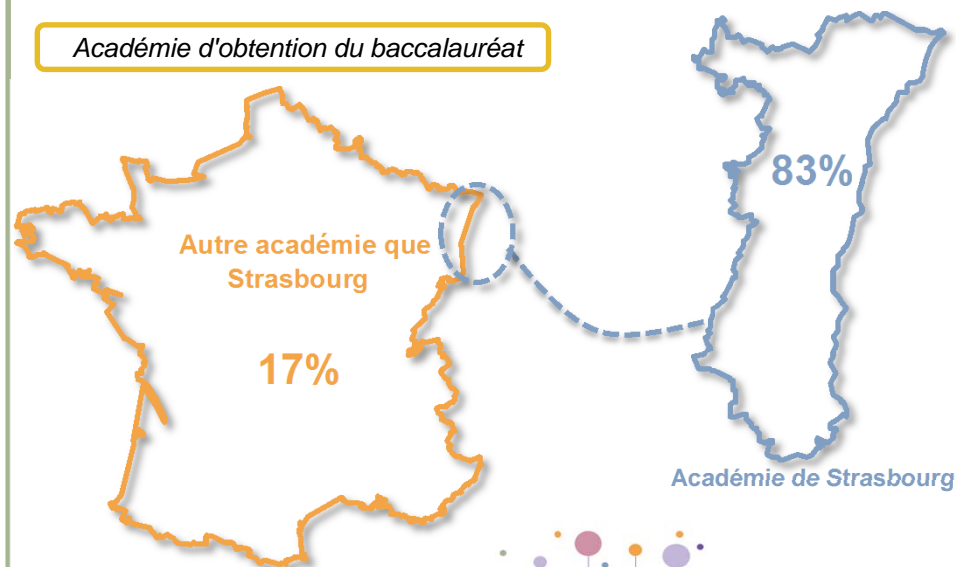 Académie d'obtention du baccalauréat
83%
Autre académie que
Strasbourg
17%
Académie de Strasbourg